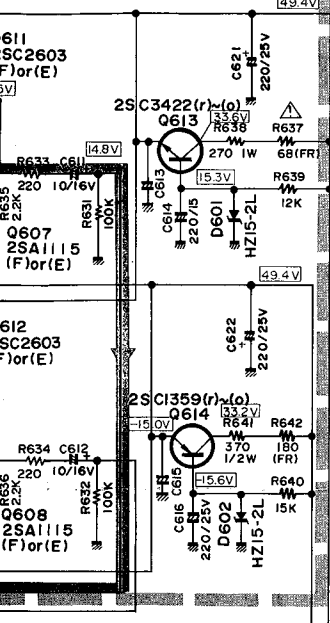 49.4V
Q611
2SC2603
(F)or(E)
C621
220/25V
2SC3422(r)~(o)
Q613
33.6V
R638
270 1W
R637
68(FR)
14.8V
R633
220
C611
10/16V
R635
2.2K
R631
100K
C613
C614
220/15
15.3V
D601
HZ15-2L
R639
12K
Q607
2SA1115
(F)or(E)
49.4V
612
SC2603
F)or(E)
C622
220/25V
2SC1359(r)~(o)
Q614
33.2V
R641
370
1/2W
R642
180
(FR)
-15.0V
R634
220
C612
10/16V
R636
2.2K
R632
100K
C615
C616
220/25V
-15.6V
D602
HZ15-2L
R640
15K
Q608
2SA1115
(F)or(E)